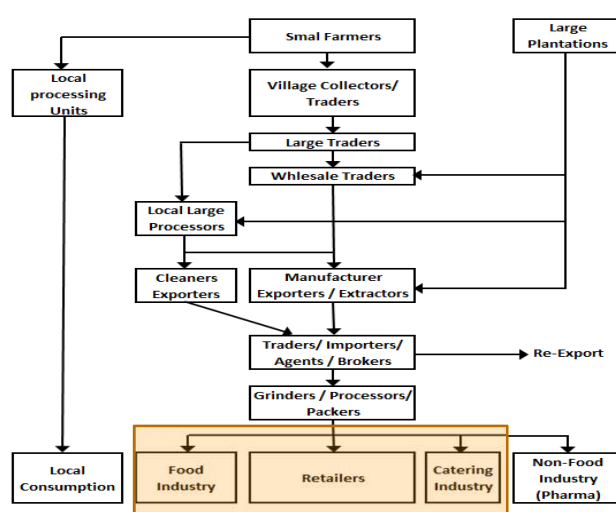 Smal Farmers
Large
Plantations
Local
processing
Units
Village Collectors/
Traders
Large Traders
Whlesale Traders
Local Large
Processors
Cleaners
Exporters
Manufacturer
Exporters / Extractors
Traders/ Importers/
Agents / Brokers
Re-Export
Grinders / Processors/
Packers
Local
Consumption
Food
Industry
Retailers
Catering
Industry
Non-Food
Industry
(Pharma)